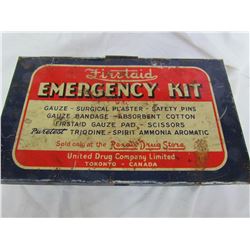 Firstaid
EMERGENCY KIT
GAUZE - SURGICAL PLASTER - SAFETY PINS
GAUZE BANDAGE - ABSORBENT COTTON
FIRSTAID GAUZE PAD - SCISSORS
Puretest TRIODINE - SPIRIT AMMONIA AROMATIC
Sold only at the Rexall Drug Store
United Drug Company Limited
TORONTO - CANADA